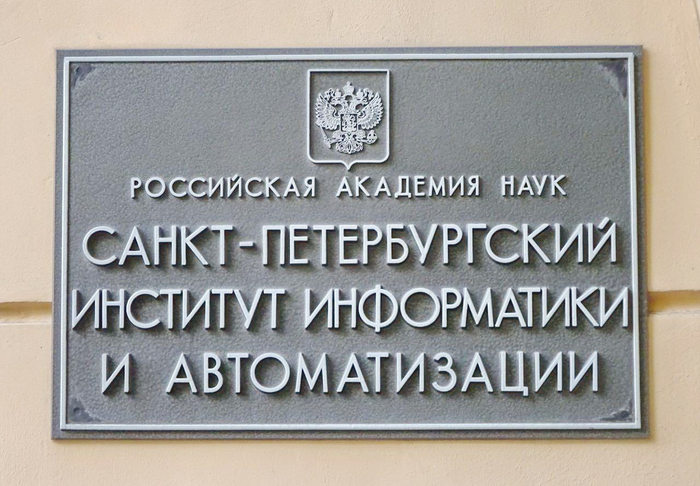 РОССИЙСКАЯ АКАДЕМИЯ НАУК
САНКТ-ПЕТЕРБУРГСКИЙ
ИНСТИТУТ ИНФОРМАТИКИ
И АВТОМАТИЗАЦИИ